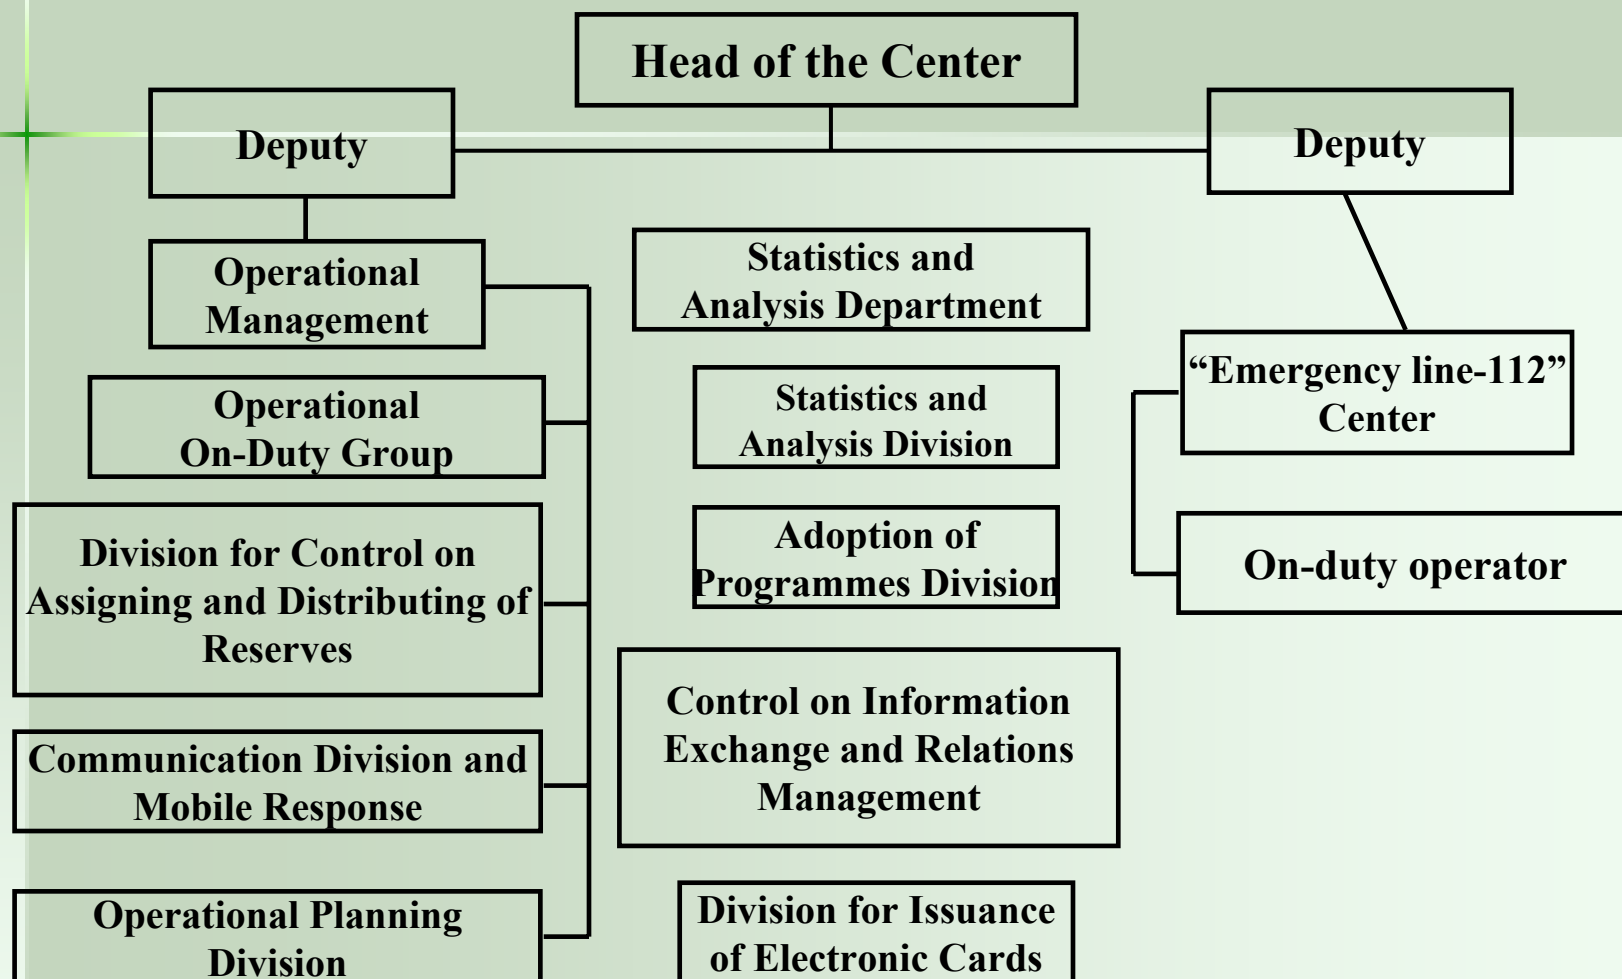 Head of the Center
Deputy
Deputy
Operational
Management
Operational
On-Duty Group
Division for Control on
Assigning and Distributing of
Reserves
Communication Division and
Mobile Response
Operational Planning
Division
Statistics and
Analysis Department
Statistics and
Analysis Division
Adoption of
Programmes Division
Control on Information
Exchange and Relations
Management
Division for Issuance
of Electronic Cards
“Emergency line-112”
Center
On-duty operator